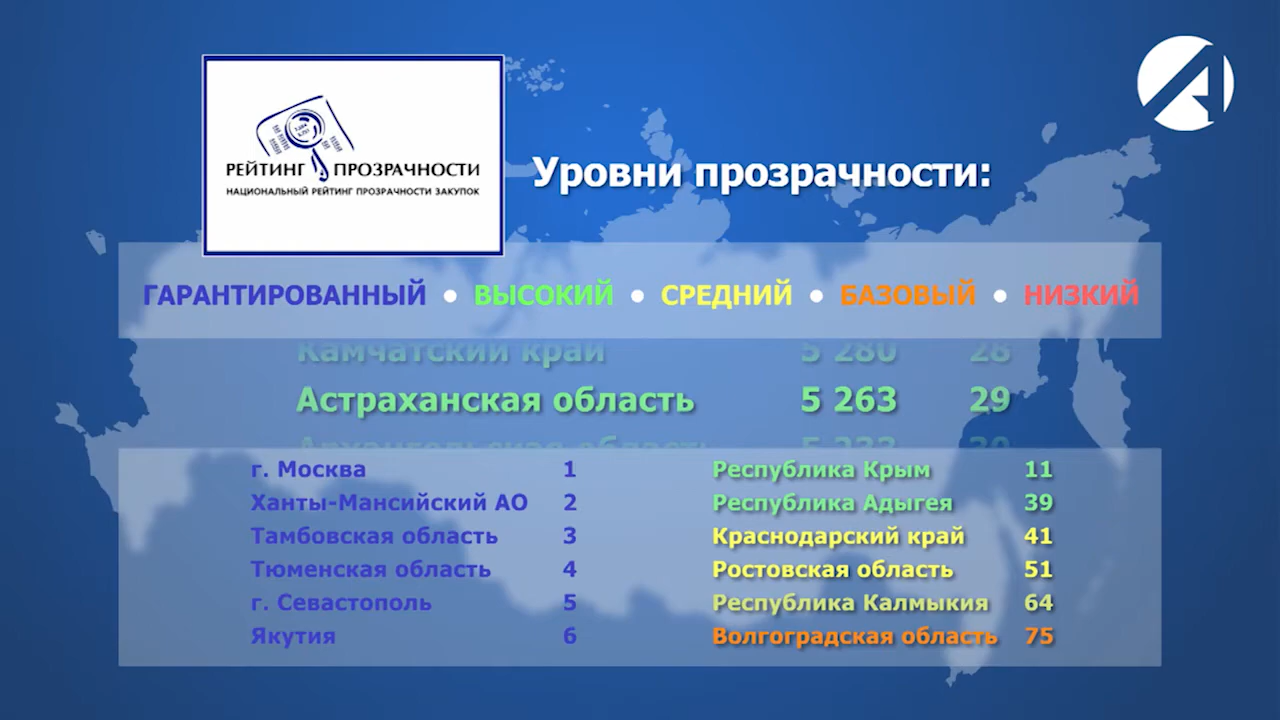 РЕЙТИНГ ПРОЗРАЧНОСТИ
НАЦИОНАЛЬНЫЙ РЕЙТИНГ ПРОЗРАЧНОСТИ ЗАКУПОК
Уровни прозрачности:
ГАРАНТИРОВАННЫЙ • ВЫСОКИЙ • СРЕДНИЙ • БАЗОВЫЙ • НИЗКИЙ
Камчатский край 5 280 28
Астраханская область 5 263 29
Архангельская область
г. Москва 1
Ханты-Мансийский АО 2
Тамбовская область 3
Тюменская область 4
г. Севастополь 5
Якутия 6
Республика Крым 11
Республика Адыгея 39
Краснодарский край 41
Ростовская область 51
Республика Калмыкия 64
Волгоградская область 75